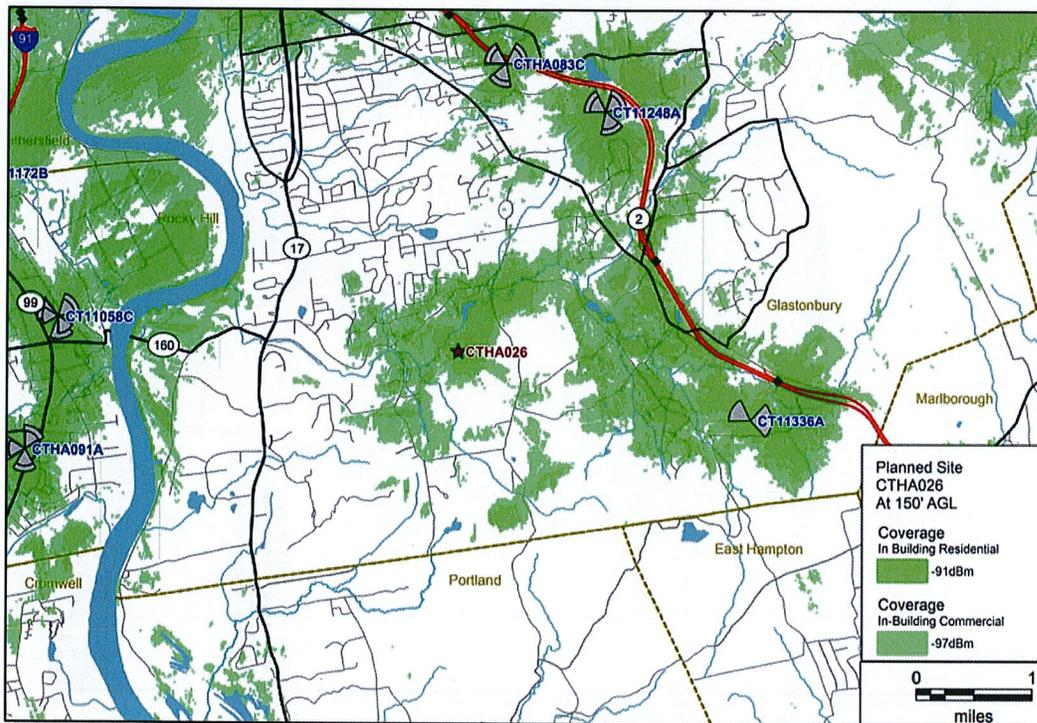 91
CTHA083C
CT11248A
1172B
Rocky Hill
2
17
Glastonbury
99
CT11058C
160
CTHA026
Marlborough
CT11336A
CTHA091A
Planned Site
CTHA026
At 150' AGL
Coverage
In Building Residential
-91dBm
Coverage
In-Building Commercial
-97dBm
East Hampton
Cromwell
Portland
0 1
miles